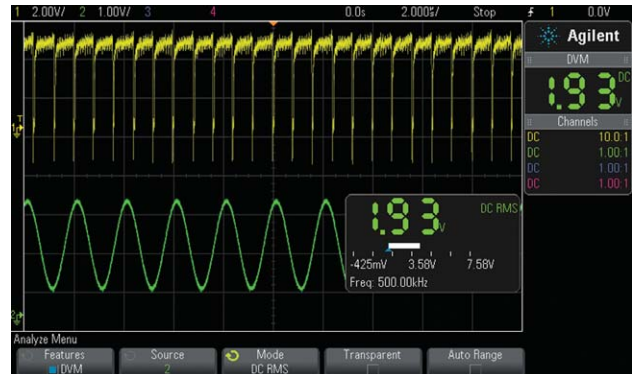 1 2.00V/ 2 1.00V/ 3 4 0.0s 2.000s/ Stop 1 0.0V
Agilent
DVM
1.93 V DC
Channels
DC 10.0:1
DC 1.00:1
DC 1.00:1
DC 1.00:1
T
1
1.93 V DC RMS
-425mV 3.58V 7.58V
Freq: 500.00kHz
2
Analyze Menu
Features Source Mode Transparent Auto Range
DVM 2 DC RMS